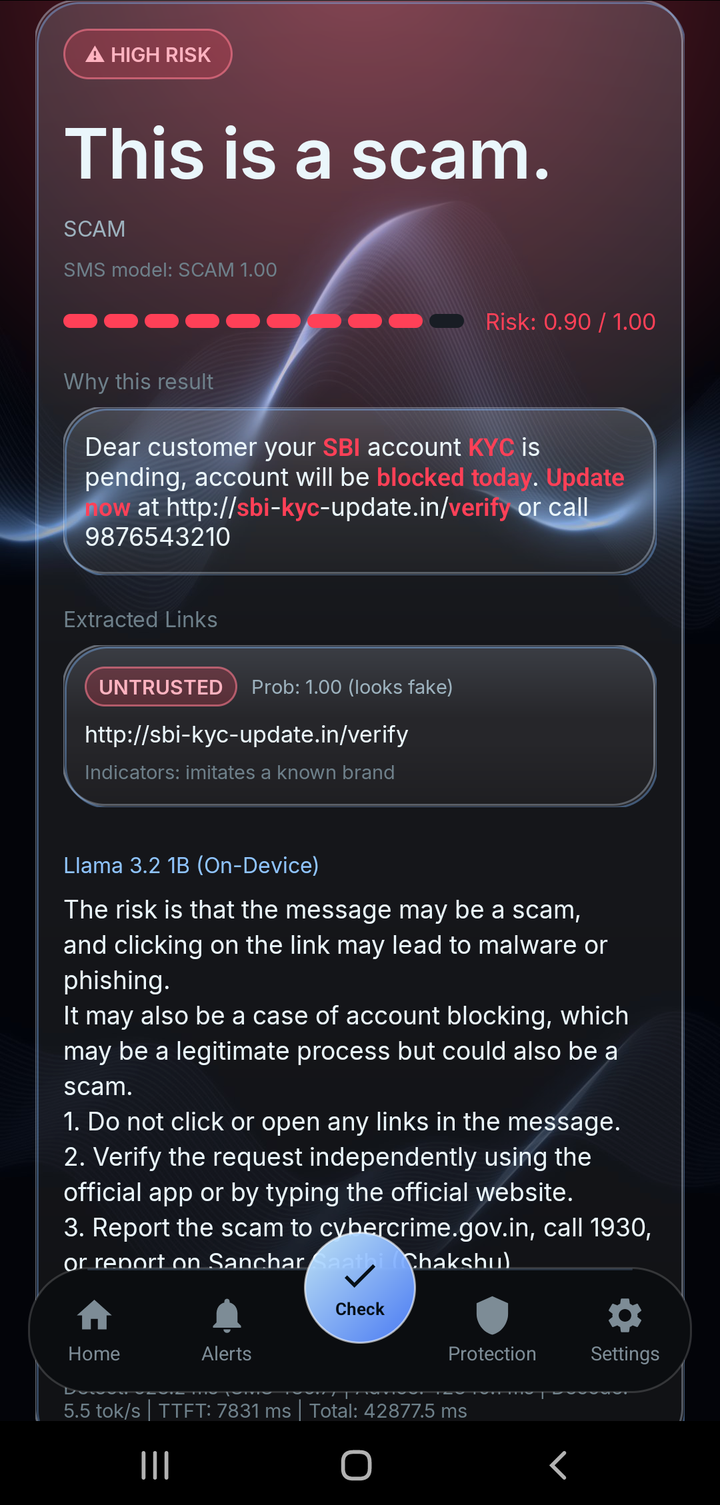 ⚠ HIGH RISK
This is a scam.
SCAM
SMS model: SCAM 1.00
Risk: 0.90 / 1.00
Why this result
Dear customer your SBI account KYC is
pending, account will be blocked today. Update
now at http://sbi-kyc-update.in/verify or call
9876543210
Extracted Links
UNTRUSTED Prob: 1.00 (looks fake)
http://sbi-kyc-update.in/verify
Indicators: imitates a known brand
Llama 3.2 1B (On-Device)
The risk is that the message may be a scam,
and clicking on the link may lead to malware or
phishing.
It may also be a case of account blocking, which
may be a legitimate process but could also be a
scam.
1. Do not click or open any links in the message.
2. Verify the request independently using the
official app or by typing the official website.
3. Report the scam to cybercrime.gov.in, call 1930,
or report on Sanchar Saathi (Chakshu)
Check
Home
Alerts
Protection
Settings
5.5 tok/s | TTFT: 7831 ms | Total: 42877.5 ms